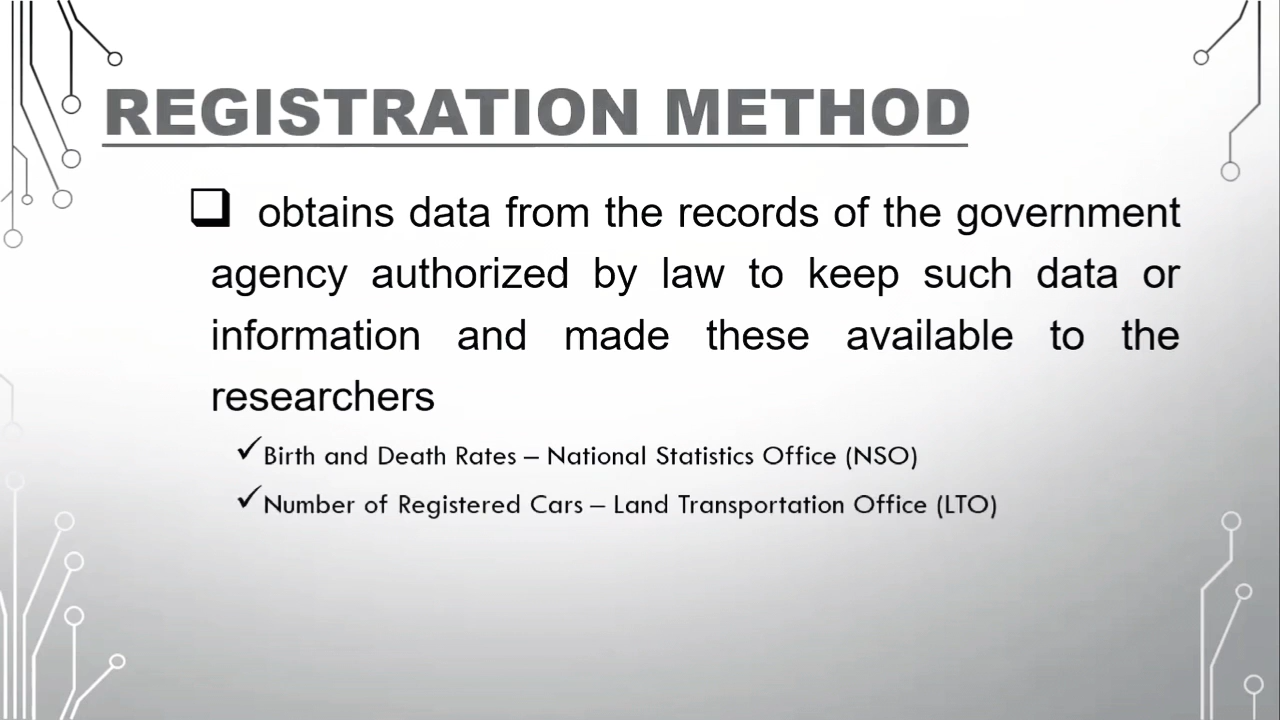 REGISTRATION METHOD
obtains data from the records of the government
agency authorized by law to keep such data or
information and made these available to the
researchers
✓Birth and Death Rates – National Statistics Office (NSO)
✓Number of Registered Cars – Land Transportation Office (LTO)